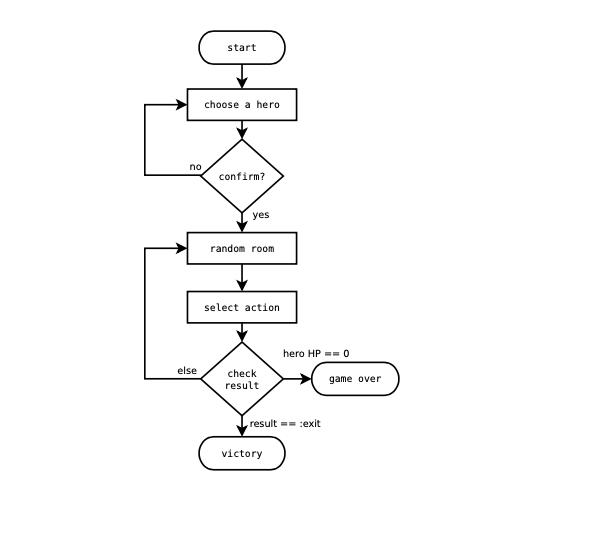 start
choose a hero
no
confirm?
yes
random room
select action
hero HP == 0
else
check
result
game over
result == :exit
victory